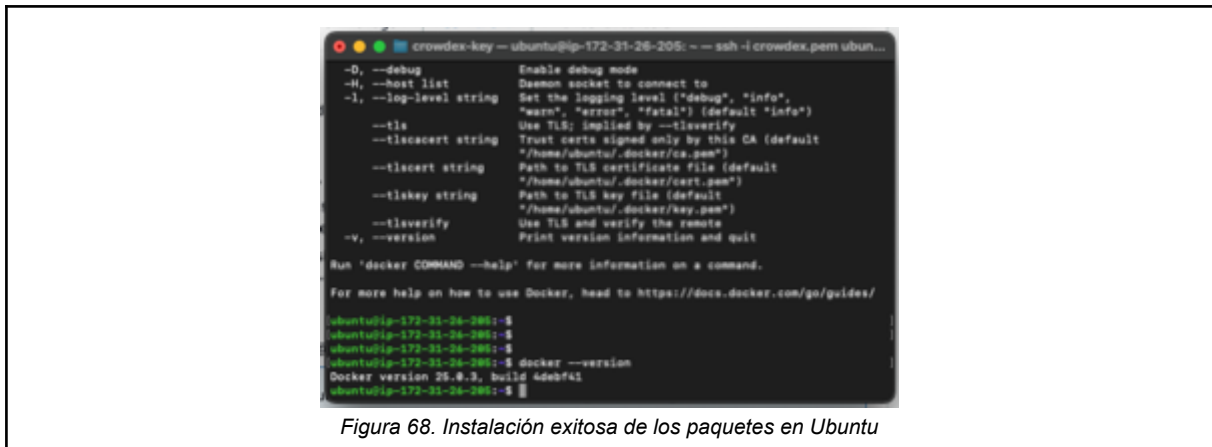 crowdex-key — ubuntu@ip-172-31-26-205: ~ — ssh -i crowdex.pem ubun...
-D, --debug Enable debug mode
-H, --host list Daemon socket to connect to
-l, --log-level string Set the logging level ("debug", "info",
"warn", "error", "fatal") (default "info")
--tls Use TLS; implied by --tlsverify
--tlscacert string Trust certs signed only by this CA (default
"/home/ubuntu/.docker/ca.pem")
--tlscert string Path to TLS certificate file (default
"/home/ubuntu/.docker/cert.pem")
--tlskey string Path to TLS key file (default
"/home/ubuntu/.docker/key.pem")
--tlsverify Use TLS and verify the remote
-v, --version Print version information and quit
Run 'docker COMMAND --help' for more information on a command.
For more help on how to use Docker, head to https://docs.docker.com/go/guides/
ubuntu@ip-172-31-26-205:~$
ubuntu@ip-172-31-26-205:~$
ubuntu@ip-172-31-26-205:~$
ubuntu@ip-172-31-26-205:~$ docker --version
Docker version 25.0.3, build 4debf41
ubuntu@ip-172-31-26-205:~$
Figura 68. Instalación exitosa de los paquetes en Ubuntu